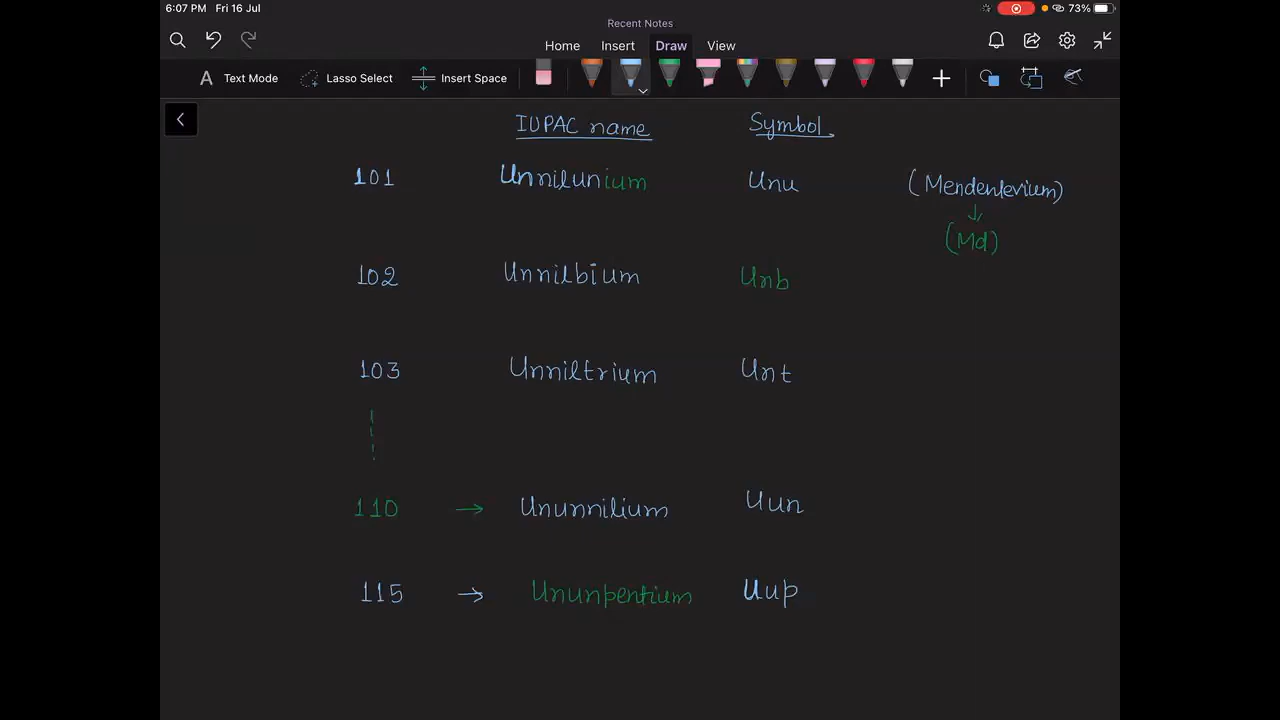 6:07 PM Fri 16 Jul
73%
Recent Notes
Home Insert Draw View
Text Mode Lasso Select Insert Space
IUPAC name Symbol
101 Unnilunium Unu (Mendenlevium)
(Md)
102 Unnilbium Unb
103 Unniltrium Unt
110 → Ununnilium Uun
115 → Ununpentium Uup